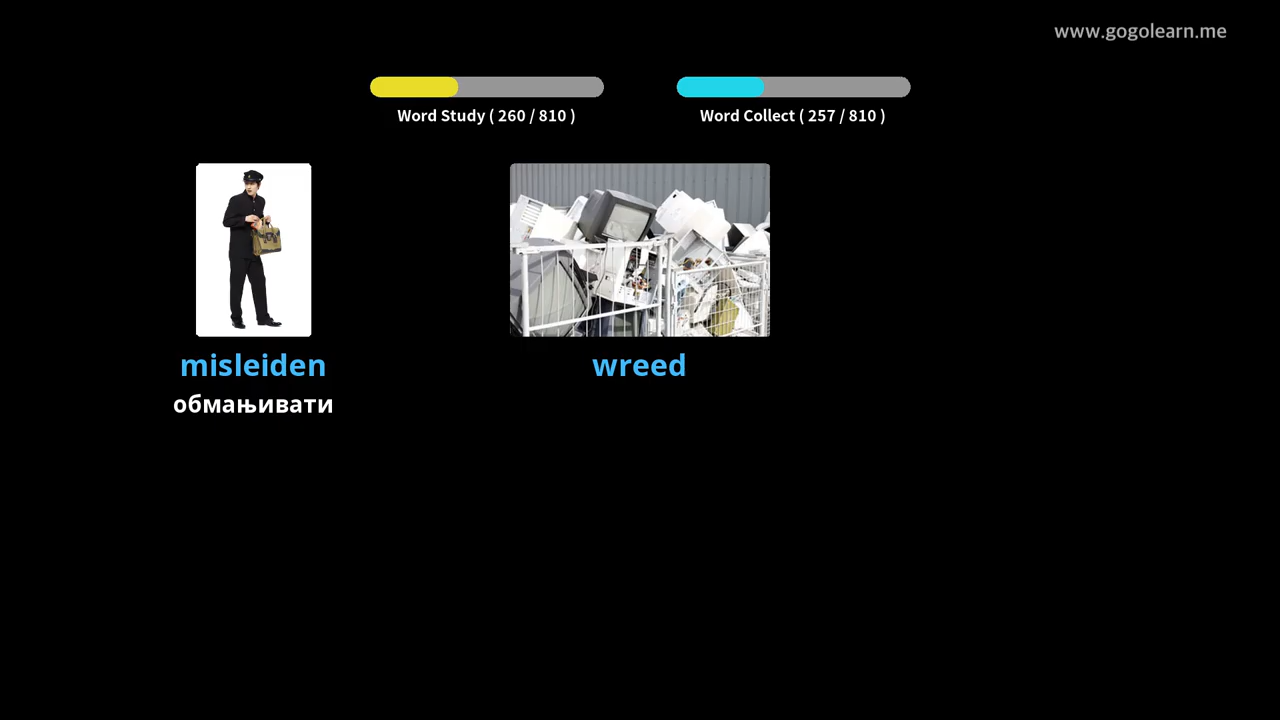 www.gogolearn.me
Word Study ( 260 / 810 )
Word Collect ( 257 / 810 )
misleiden
wreed
обмањивати